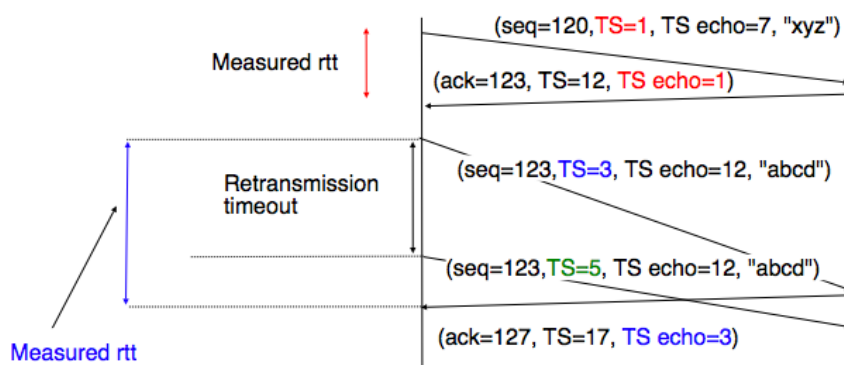 (seq=120,TS=1, TS echo=7, "xyz")
Measured rtt
(ack=123, TS=12, TS echo=1)
(seq=123,TS=3, TS echo=12, "abcd")
Retransmission
timeout
(seq=123,TS=5, TS echo=12, "abcd")
(ack=127, TS=17, TS echo=3)
Measured rtt